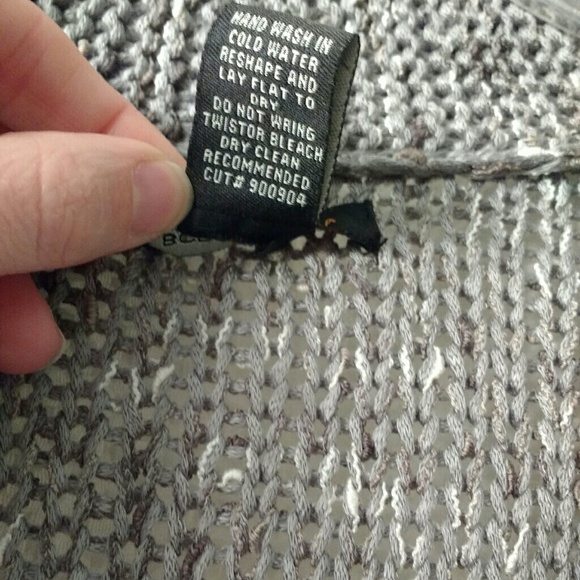 HAND WASH IN
COLD WATER
RESHAPE AND
LAY FLAT TO
DRY
DO NOT WRING
TWISTOR BLEACH
DRY CLEAN
RECOMMENDED
CUT# 900904